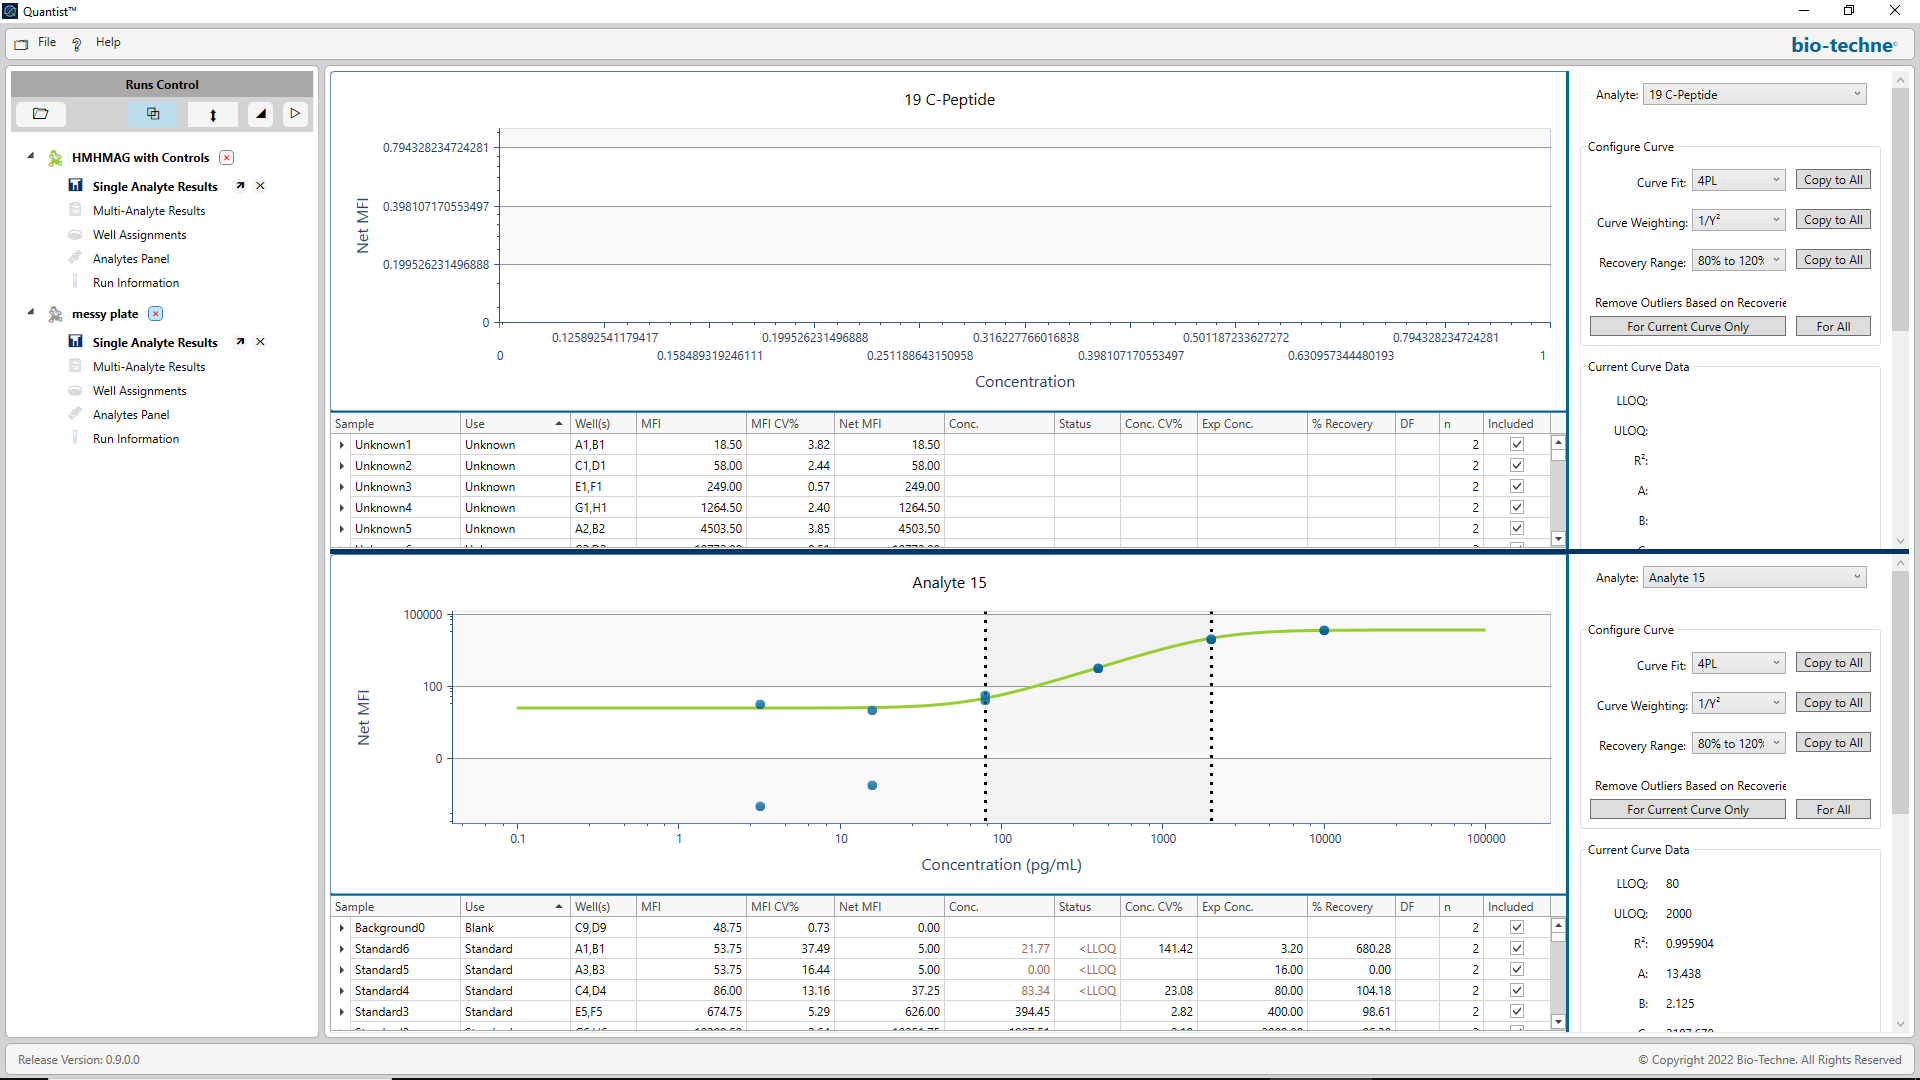 Quantist™
File
Help
bio-techne®
Runs Control
HMHMAG with Controls
Single Analyte Results
Multi-Analyte Results
Well Assignments
Analytes Panel
Run Information
messy plate
Single Analyte Results
Multi-Analyte Results
Well Assignments
Analytes Panel
Run Information
19 C-Peptide
Net MFI
0.794328234724281
0.398107170553497
0.199526231496888
0
0.125892541179417 0.199526231496888 0.316227766016838 0.501187233627272 0.794328234724281
0 0.158489319246111 0.251188643150958 0.398107170553497 0.630957344480193 1
Concentration
Sample Use Well(s) MFI MFI CV% Net MFI Conc. Status Conc. CV% Exp Conc. % Recovery DF n Included
Unknown1 Unknown A1,B1 18.50 3.82 18.50 2
Unknown2 Unknown C1,D1 58.00 2.44 58.00 2
Unknown3 Unknown E1,F1 249.00 0.57 249.00 2
Unknown4 Unknown G1,H1 1264.50 2.40 1264.50 2
Unknown5 Unknown A2,B2 4503.50 3.85 4503.50 2
Analyte: 19 C-Peptide
Configure Curve
Curve Fit: 4PL Copy to All
Curve Weighting: 1/Y² Copy to All
Recovery Range: 80% to 120% Copy to All
Remove Outliers Based on Recoverie
For Current Curve Only For All
Current Curve Data
LLOQ:
ULOQ:
R²:
A:
B:
Analyte 15
Net MFI
100000
100
0
0.1 1 10 100 1000 10000 100000
Concentration (pg/mL)
Sample Use Well(s) MFI MFI CV% Net MFI Conc. Status Conc. CV% Exp Conc. % Recovery DF n Included
Background0 Blank C9,D9 48.75 0.73 0.00 2
Standard6 Standard A1,B1 53.75 37.49 5.00 21.77 <LLOQ 141.42 3.20 680.28 2
Standard5 Standard A3,B3 53.75 16.44 5.00 0.00 <LLOQ 16.00 0.00 2
Standard4 Standard C4,D4 86.00 13.16 37.25 83.34 <LLOQ 23.08 80.00 104.18 2
Standard3 Standard E5,F5 674.75 5.29 626.00 394.45 2.82 400.00 98.61 2
Analyte: Analyte 15
Configure Curve
Curve Fit: 4PL Copy to All
Curve Weighting: 1/Y² Copy to All
Recovery Range: 80% to 120% Copy to All
Remove Outliers Based on Recoverie
For Current Curve Only For All
Current Curve Data
LLOQ: 80
ULOQ: 2000
R²: 0.995904
A: 13.438
B: 2.125
Release Version: 0.9.0.0
© Copyright 2022 Bio-Techne. All Rights Reserved